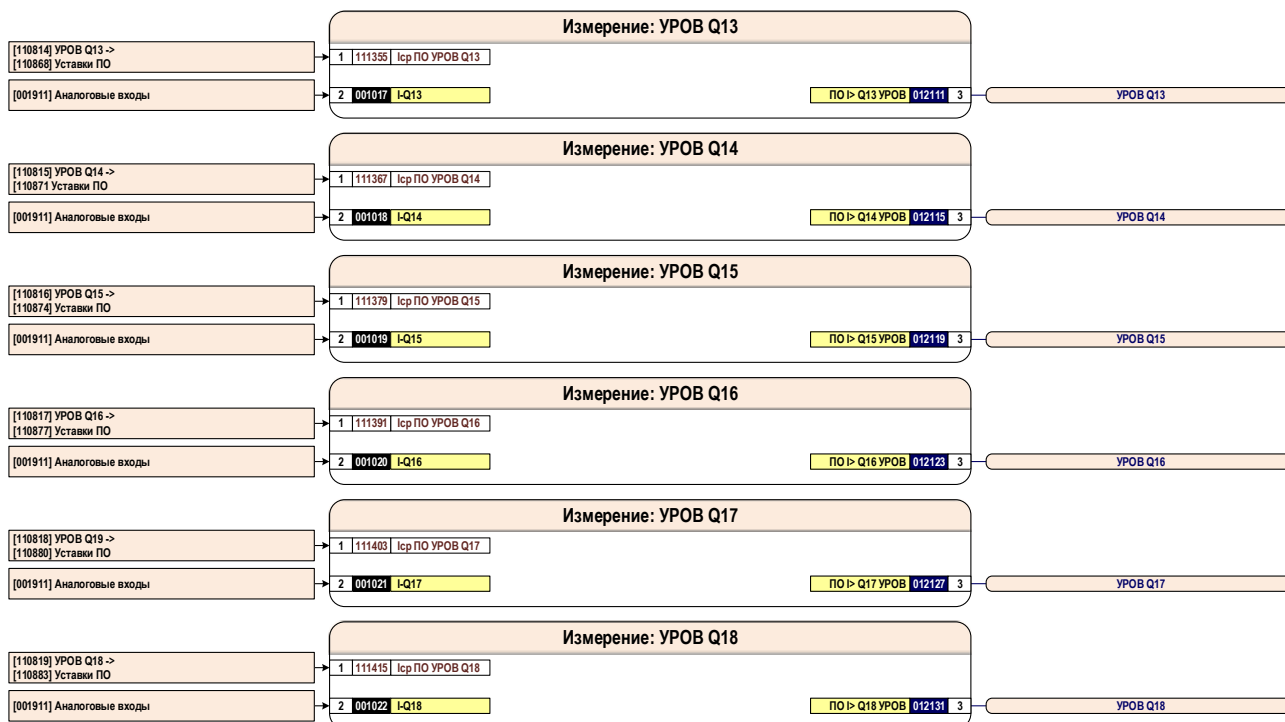 Измерение: УРОВ Q13
[110814] УРОВ Q13 ->
[110868] Уставки ПО
1 111355 Iср ПО УРОВ Q13
[001911] Аналоговые входы
2 001017 I-Q13
ПО I> Q13 УРОВ 012111 3
УРОВ Q13
Измерение: УРОВ Q14
[110815] УРОВ Q14 ->
[110871 Уставки ПО
1 111367 Iср ПО УРОВ Q14
[001911] Аналоговые входы
2 001018 I-Q14
ПО I> Q14 УРОВ 012115 3
УРОВ Q14
Измерение: УРОВ Q15
[110816] УРОВ Q15 ->
[110874] Уставки ПО
1 111379 Iср ПО УРОВ Q15
[001911] Аналоговые входы
2 001019 I-Q15
ПО I> Q15 УРОВ 012119 3
УРОВ Q15
Измерение: УРОВ Q16
[110817] УРОВ Q16 ->
[110877] Уставки ПО
1 111391 Iср ПО УРОВ Q16
[001911] Аналоговые входы
2 001020 I-Q16
ПО I> Q16 УРОВ 012123 3
УРОВ Q16
Измерение: УРОВ Q17
[110818] УРОВ Q19 ->
[110880] Уставки ПО
1 111403 Iср ПО УРОВ Q17
[001911] Аналоговые входы
2 001021 I-Q17
ПО I> Q17 УРОВ 012127 3
УРОВ Q17
Измерение: УРОВ Q18
[110819] УРОВ Q18 ->
[110883] Уставки ПО
1 111415 Iср ПО УРОВ Q18
[001911] Аналоговые входы
2 001022 I-Q18
ПО I> Q18 УРОВ 012131 3
УРОВ Q18